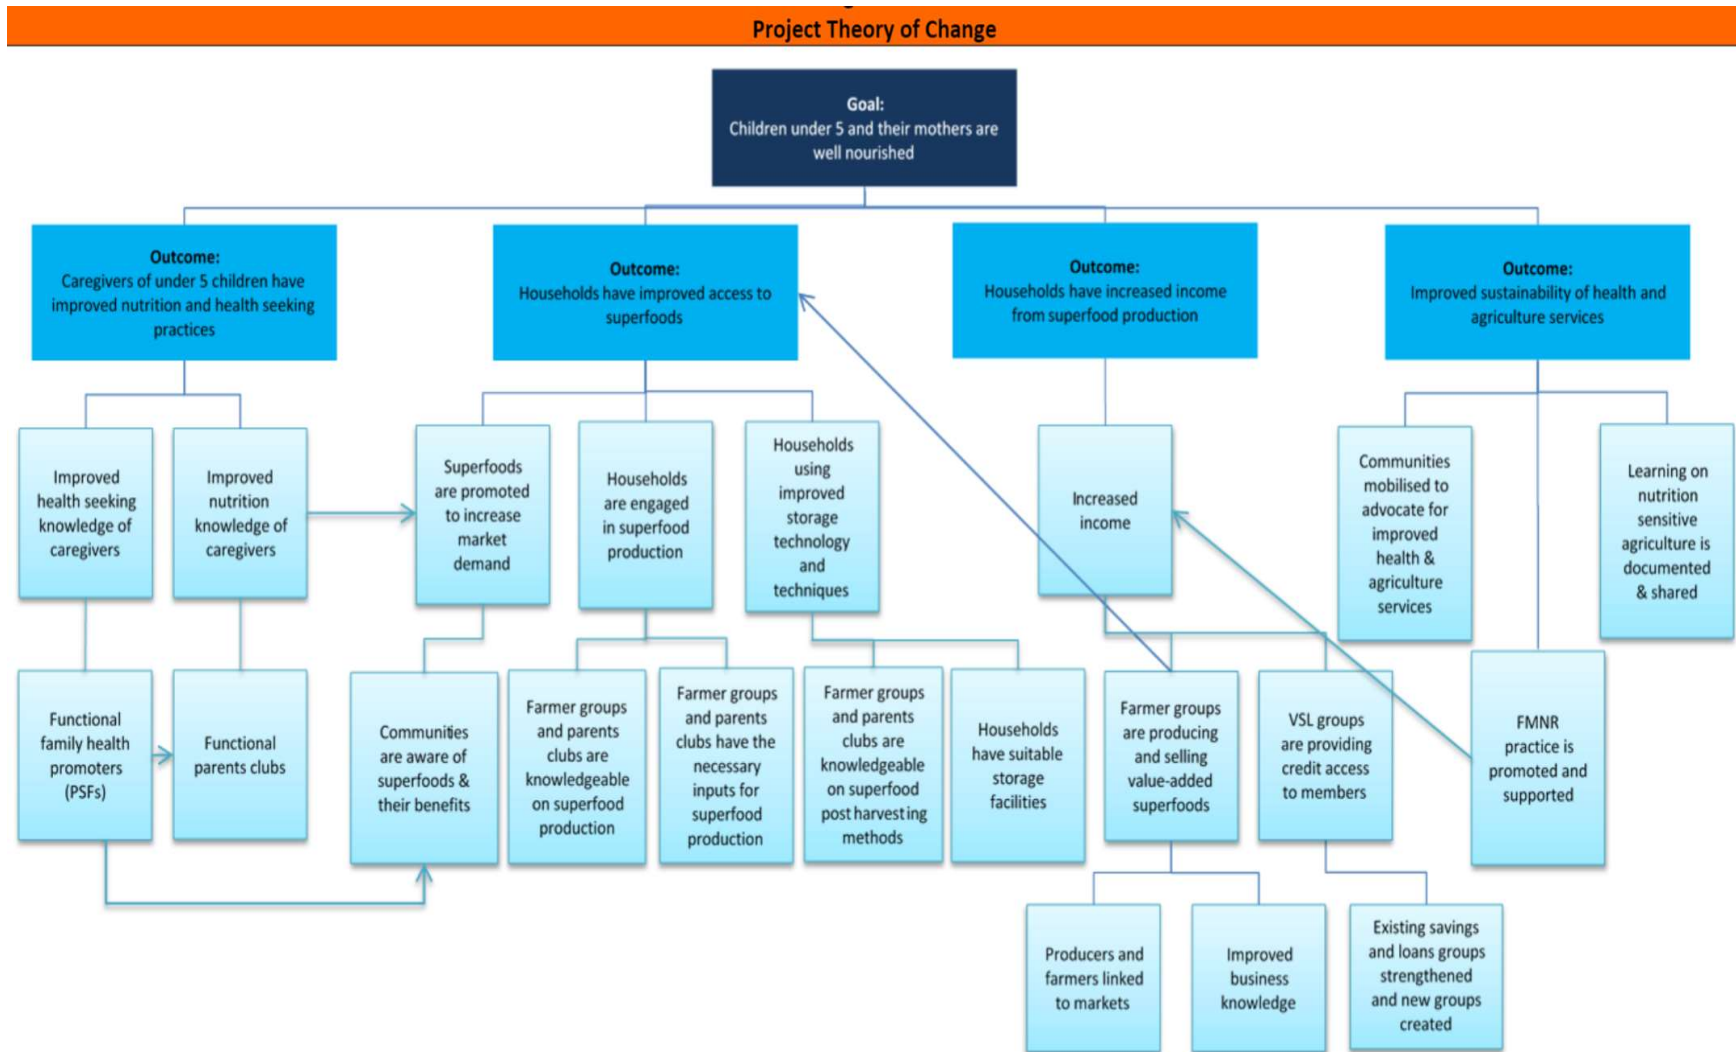 Project Theory of Change
Goal:
Children under 5 and their mothers are
well nourished
Outcome:
Caregivers of under 5 children have
improved nutrition and health seeking
practices
Outcome:
Households have improved access to
superfoods
Outcome:
Households have increased income
from superfood production
Outcome:
Improved sustainability of health and
agriculture services
Improved
health seeking
knowledge of
caregivers
Improved
nutrition
knowledge of
caregivers
Superfoods
are promoted
to increase
market
demand
Households
are engaged
in superfood
production
Households
using
improved
storage
technology
and
techniques
Increased
income
Communities
mobilised to
advocate for
improved
health &
agriculture
services
Learning on
nutrition
sensitive
agriculture is
documented
& shared
Functional
family health
promoters
(PSFs)
Functional
parents clubs
Communities
are aware of
superfoods &
their benefits
Farmer groups
and parents
clubs are
knowledgeable
on superfood
production
Farmer groups
and parents
clubs have the
necessary
inputs for
superfood
production
Farmer groups
and parents
clubs are
knowledgeable
on superfood
post harvesting
methods
Households
have suitable
storage
facilities
Farmer groups
are producing
and selling
value-added
superfoods
VSL groups
are providing
credit access
to members
FMNR
practice is
promoted and
supported
Producers and
farmers linked
to markets
Improved
business
knowledge
Existing savings
and loans groups
strengthened
and new groups
created